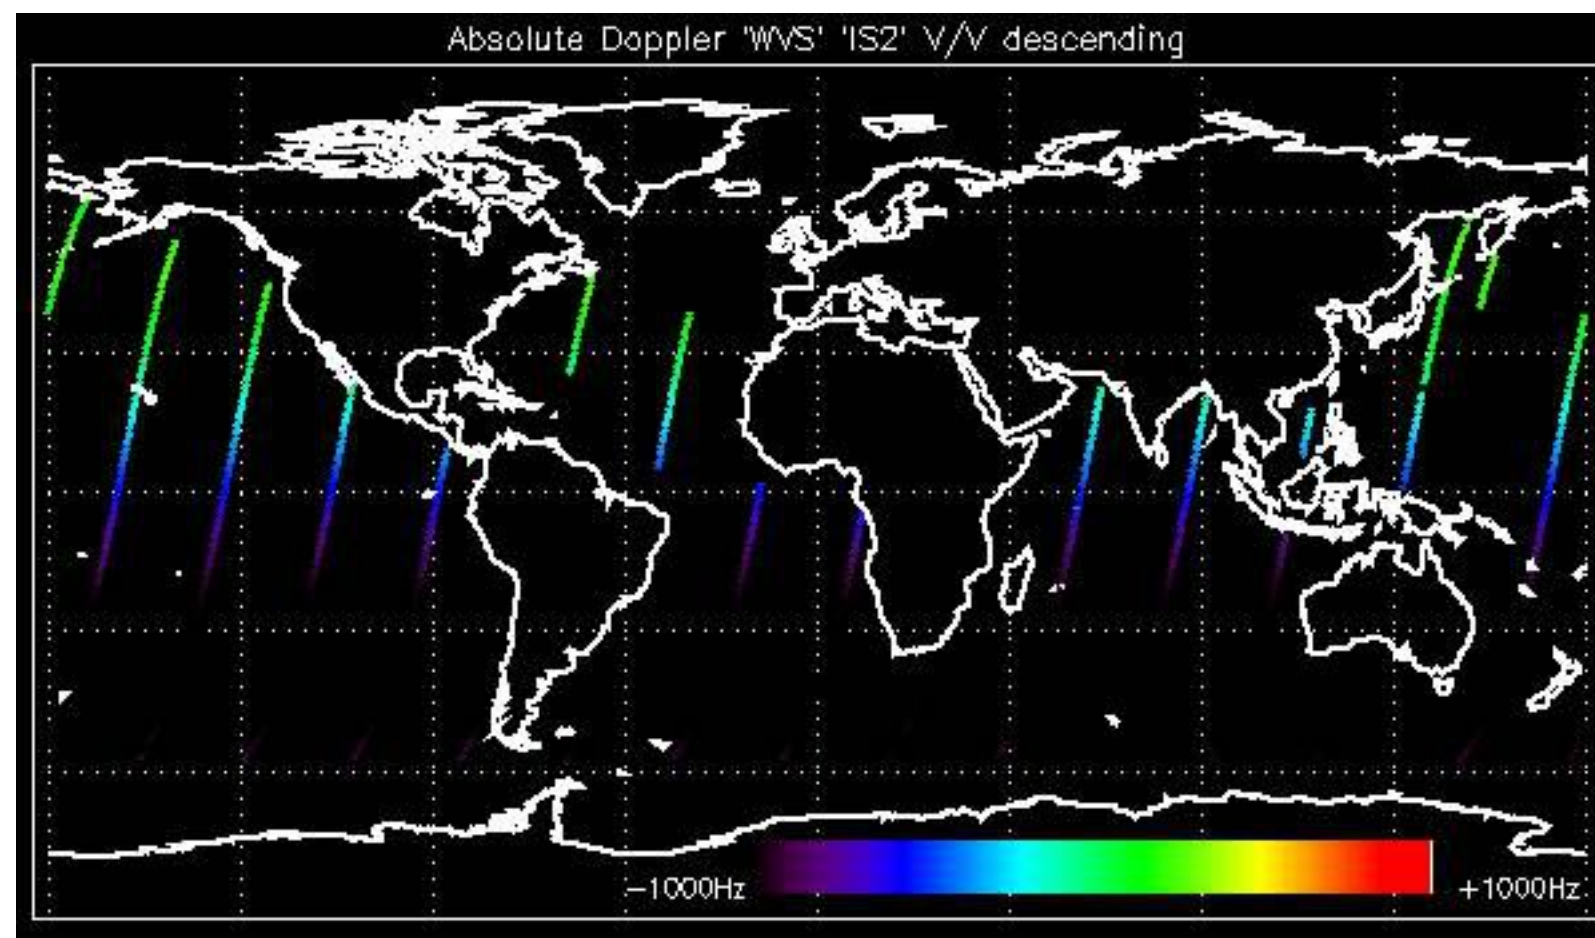 Absolute Doppler 'WVS' 'IS2' V/V descending
−1000Hz +1000Hz